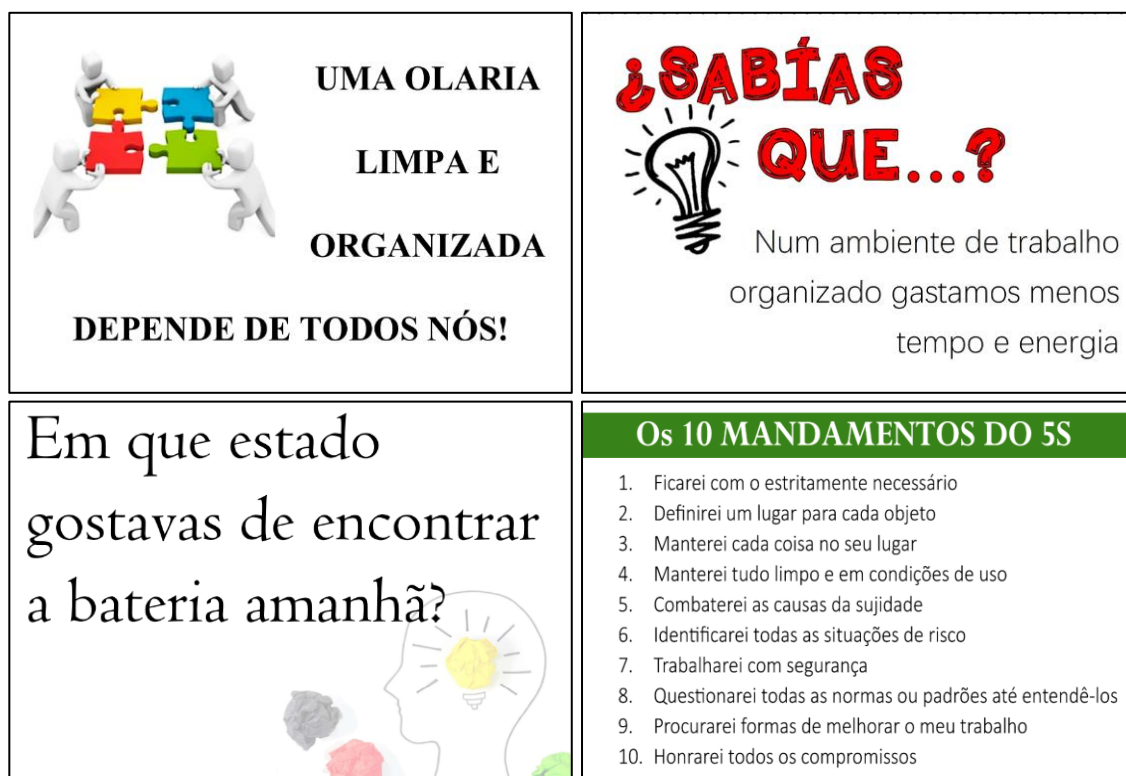 UMA OLARIA
LIMPA E
ORGANIZADA
DEPENDE DE TODOS NÓS!
¿SABÍAS
QUE...?
Num ambiente de trabalho
organizado gastamos menos
tempo e energia
Em que estado
gostavas de encontrar
a bateria amanhã?
Os 10 MANDAMENTOS DO 5S
1. Ficarei com o estritamente necessário
2. Definirei um lugar para cada objeto
3. Manterei cada coisa no seu lugar
4. Manterei tudo limpo e em condições de uso
5. Combaterei as causas da sujidade
6. Identificarei todas as situações de risco
7. Trabalharei com segurança
8. Questionarei todas as normas ou padrões até entendê-los
9. Procurarei formas de melhorar o meu trabalho
10. Honrarei todos os compromissos